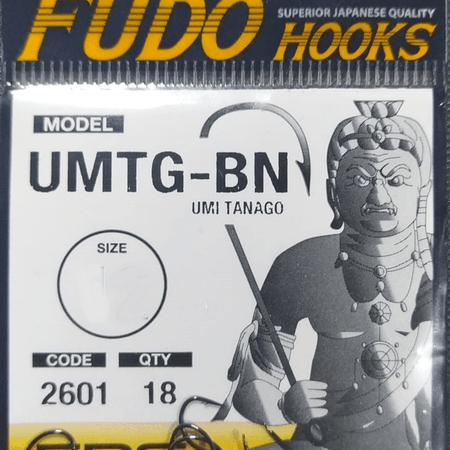 FUDO
SUPERIOR JAPANESE QUALITY
HOOKS
MODEL
UMTG-BN
UMI TANAGO
SIZE
CODE
QTY
2601
18